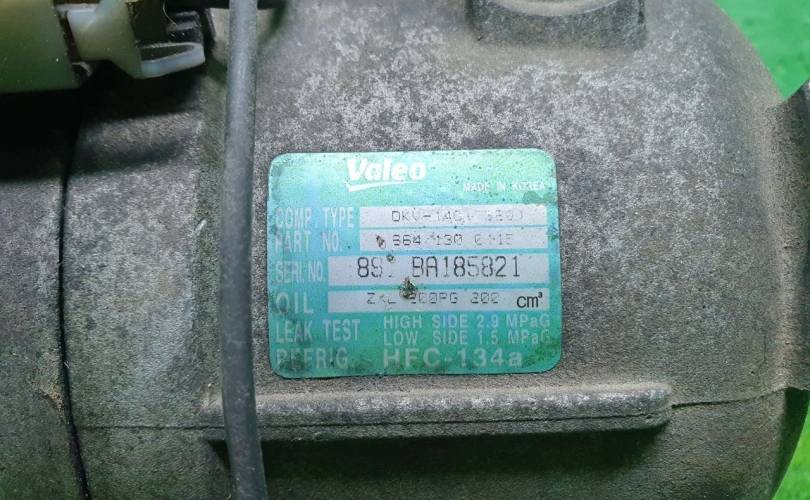 Valeo
MADE IN KOREA
COMP. TYPE
PART NO.
SERI.NO. BA185821
OIL 200 cm³
LEAK TEST HIGH SIDE 2.9 MPaG
LOW SIDE 1.5 MPaG
REFRIG HFC-134a